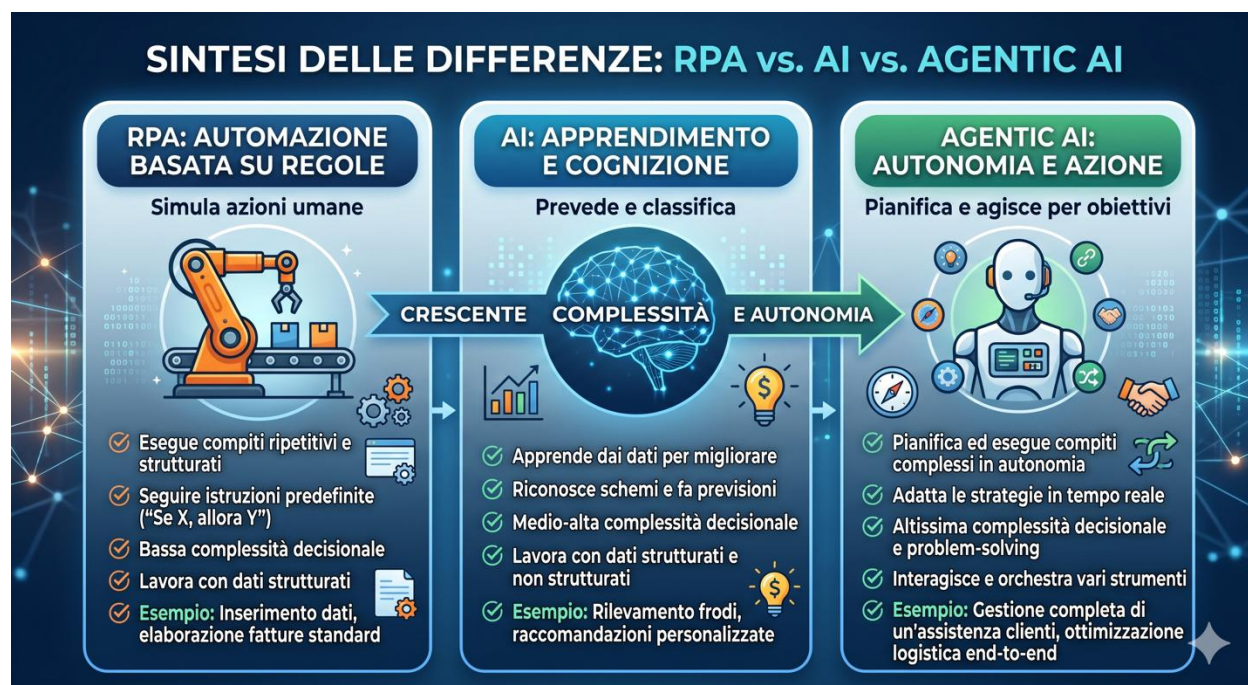 SINTESI DELLE DIFFERENZE: RPA vs. AI vs. AGENTIC AI
RPA: AUTOMAZIONE
BASATA SU REGOLE
Simula azioni umane
Esegue compiti ripetitivi e
strutturati
Seguire istruzioni predefinite
("Se X, allora Y")
Bassa complessità decisionale
Lavora con dati strutturati
Esempio: Inserimento dati,
elaborazione fatture standard
AI: APPRENDIMENTO
E COGNIZIONE
Prevede e classifica
CRESCENTE COMPLESSITÀ E AUTONOMIA
Apprende dai dati per migliorare
Riconosce schemi e fa previsioni
Medio-alta complessità decisionale
Lavora con dati strutturati e
non strutturati
Esempio: Rilevamento frodi,
raccomandazioni personalizzate
AGENTIC AI:
AUTONOMIA E AZIONE
Pianifica e agisce per obiettivi
Pianifica ed esegue compiti
complessi in autonomia
Adatta le strategie in tempo reale
Altissima complessità decisionale
e problem-solving
Interagisce e orchestra vari strumenti
Esempio: Gestione completa di
un'assistenza clienti, ottimizzazione
logistica end-to-end